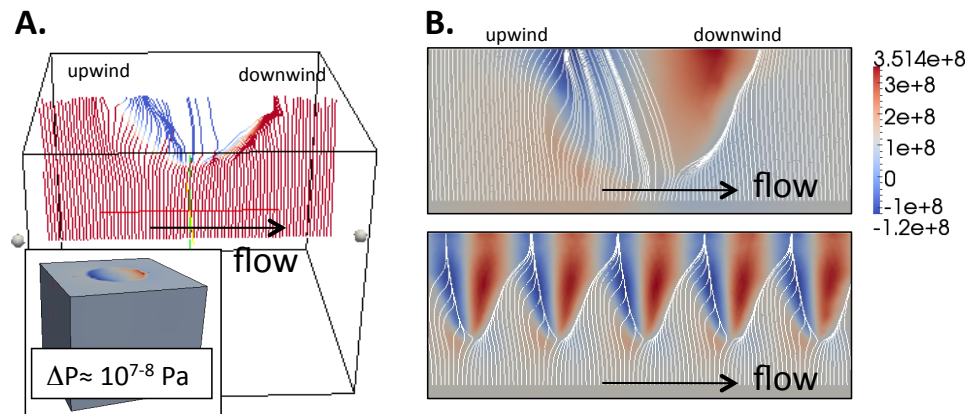 A.
upwind
downwind
flow
ΔP≈ 10⁷⁻⁸ Pa
B.
upwind
downwind
flow
flow
3.514e+8
3e+8
2e+8
1e+8
0
-1e+8
-1.2e+8